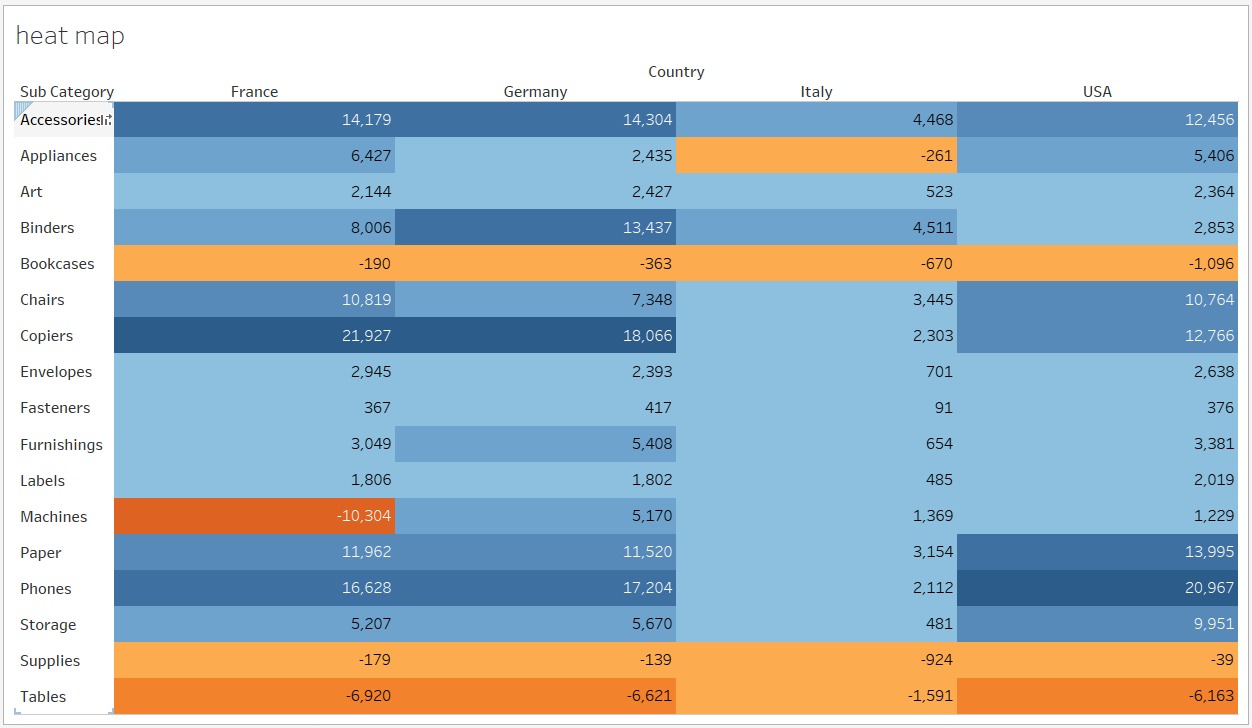 heat map
Country
Sub Category France Germany Italy USA
Accessories 14,179 14,304 4,468 12,456
Appliances 6,427 2,435 -261 5,406
Art 2,144 2,427 523 2,364
Binders 8,006 13,437 4,511 2,853
Bookcases -190 -363 -670 -1,096
Chairs 10,819 7,348 3,445 10,764
Copiers 21,927 18,066 2,303 12,766
Envelopes 2,945 2,393 701 2,638
Fasteners 367 417 91 376
Furnishings 3,049 5,408 654 3,381
Labels 1,806 1,802 485 2,019
Machines -10,304 5,170 1,369 1,229
Paper 11,962 11,520 3,154 13,995
Phones 16,628 17,204 2,112 20,967
Storage 5,207 5,670 481 9,951
Supplies -179 -139 -924 -39
Tables -6,920 -6,621 -1,591 -6,163